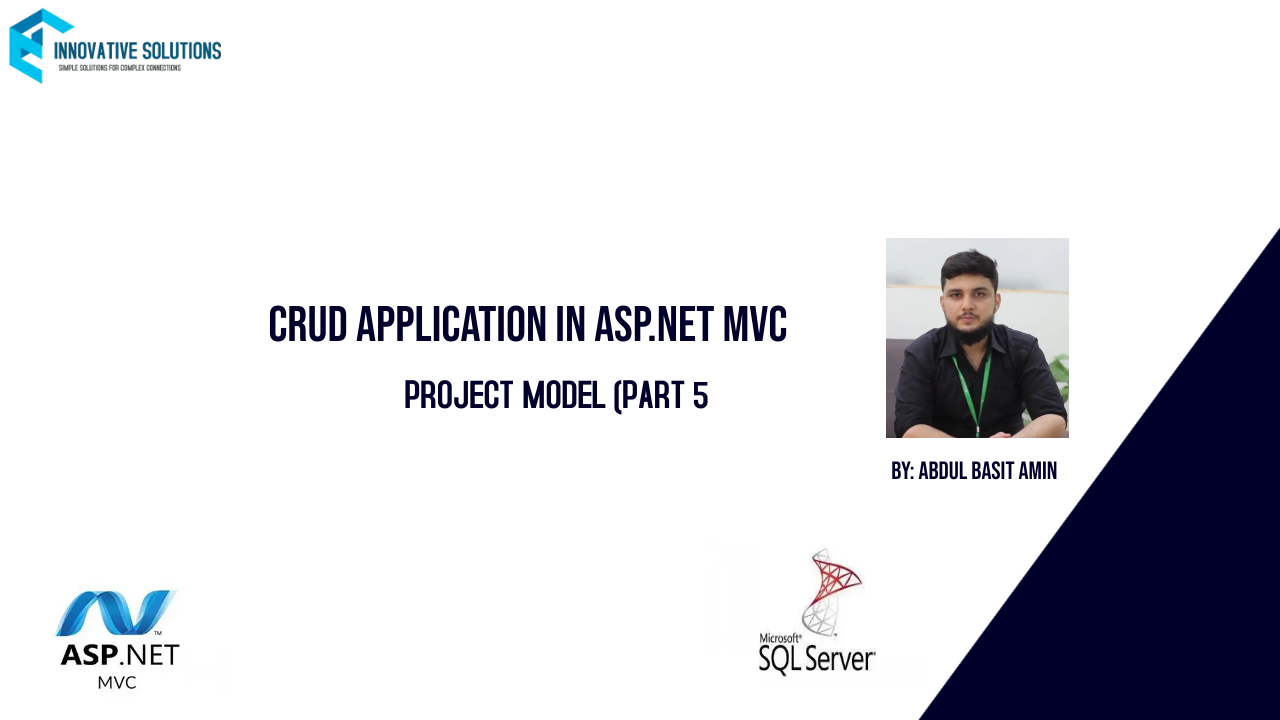 INNOVATIVE SOLUTIONS
SIMPLE SOLUTIONS FOR COMPLEX CONNECTIONS
CRUD APPLICATION IN ASP.NET MVC
PROJECT MODEL (PART 5
BY: ABDUL BASIT AMIN
ASP.NET™
MVC
Microsoft®
SQL Server®